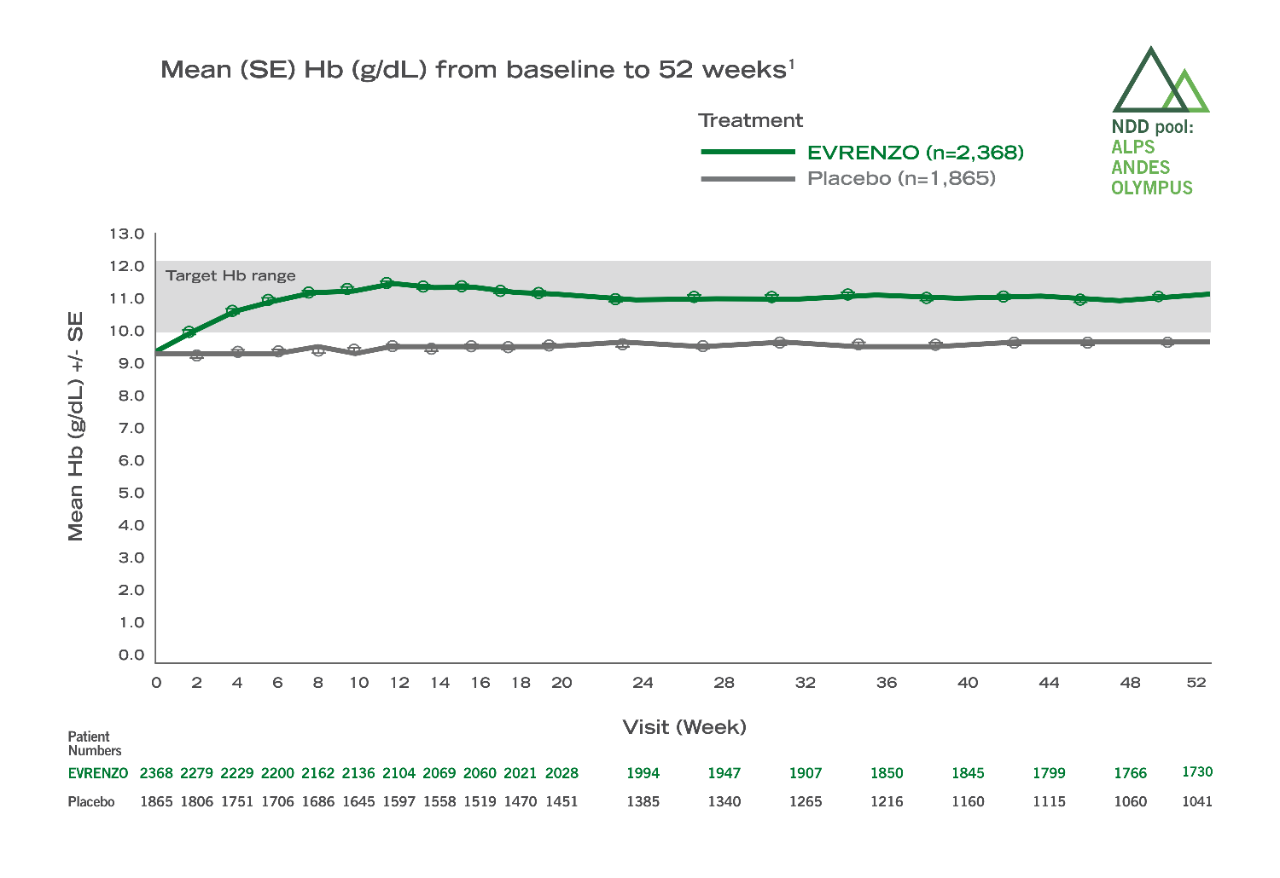 Mean (SE) Hb (g/dL) from baseline to 52 weeks¹
Treatment
EVRENZO (n=2,368)
Placebo (n=1,865)
NDD pool:
ALPS
ANDES
OLYMPUS
Mean Hb (g/dL) +/- SE
13.0
12.0
11.0
10.0
9.0
8.0
7.0
6.0
5.0
4.0
3.0
2.0
1.0
0.0
Target Hb range
0 2 4 6 8 10 12 14 16 18 20 24 28 32 36 40 44 48 52
Visit (Week)
Patient
Numbers
EVRENZO 2368 2279 2229 2200 2162 2136 2104 2069 2060 2021 2028 1994 1947 1907 1850 1845 1799 1766 1730
Placebo 1865 1806 1751 1706 1686 1645 1597 1558 1519 1470 1451 1385 1340 1265 1216 1160 1115 1060 1041